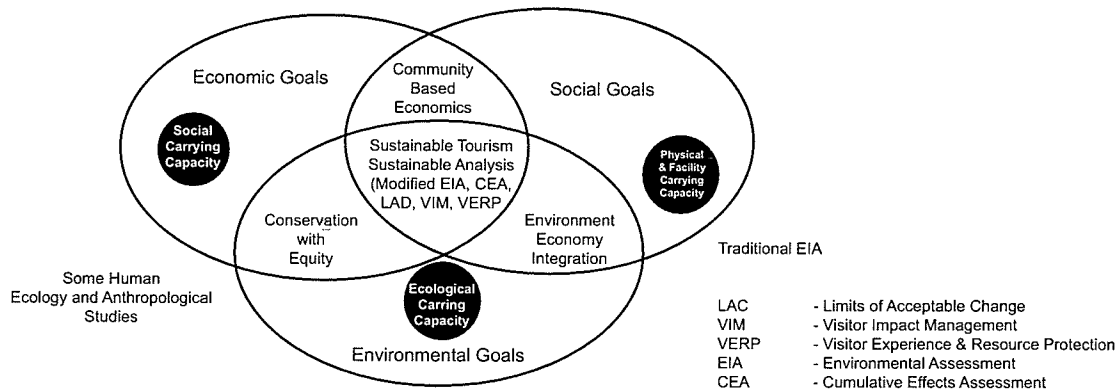 Economic Goals
Community
Based
Economics
Social Goals
Social
Carrying
Capacity
Physical
& Facility
Carrying
Capacity
Sustainable Tourism
Sustainable Analysis
(Modified EIA, CEA,
LAD, VIM, VERP
Conservation
with
Equity
Environment
Economy
Integration
Traditional EIA
Some Human
Ecology and Anthropological
Studies
Ecological
Carring
Capacity
Environmental Goals
LAC - Limits of Acceptable Change
VIM - Visitor Impact Management
VERP - Visitor Experience & Resource Protection
EIA - Environmental Assessment
CEA - Cumulative Effects Assessment